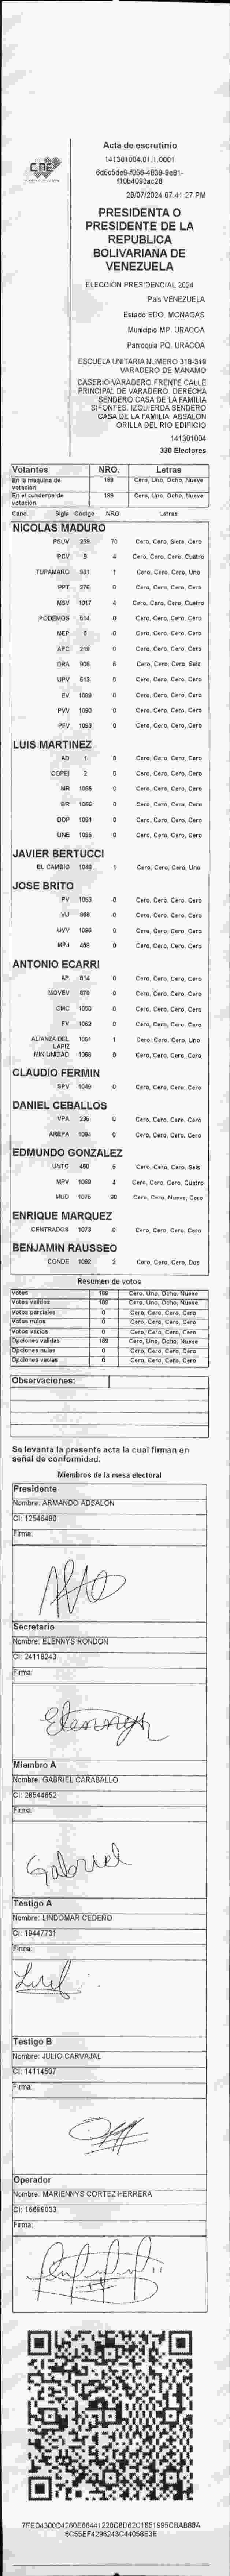 CNE
Acta de escrutinio
141301004.01.1.0001
6d6c5de9-f056-4839-9e81-
f10b4093ac28
28/07/2024 07:41:27 PM
PRESIDENTA O
PRESIDENTE DE LA
REPUBLICA
BOLIVARIANA DE
VENEZUELA
ELECCIÓN PRESIDENCIAL 2024
País VENEZUELA
Estado EDO. MONAGAS
Municipio MP. URACOA
Parroquia PQ. URACOA
ESCUELA UNITARIA NUMERO 318-319
VARADERO DE MANAMO
CASERIO VARADERO FRENTE CALLE
PRINCIPAL DE VARADERO. DERECHA
SENDERO CASA DE LA FAMILIA
SIFONTES. IZQUIERDA SENDERO
CASA DE LA FAMILIA ABSALON
ORILLA DEL RIO EDIFICIO
141301004
330 Electores
Votantes NRO. Letras
En la maquina de votación 189 Cero, Uno, Ocho, Nueve
En el cuaderno de votación 189 Cero, Uno, Ocho, Nueve
Cand. Sigla Código NRO. Letras
NICOLAS MADURO
PSUV 269 70 Cero, Cero, Siete, Cero
PCV 9 4 Cero, Cero, Cero, Cuatro
TUPAMARO 931 1 Cero, Cero, Cero, Uno
PPT 276 0 Cero, Cero, Cero, Cero
MSV 1017 4 Cero, Cero, Cero, Cuatro
PODEMOS 514 0 Cero, Cero, Cero, Cero
MEP 6 0 Cero, Cero, Cero, Cero
APC 219 0 Cero, Cero, Cero, Cero
ORA 906 6 Cero, Cero, Cero, Seis
UPV 513 0 Cero, Cero, Cero, Cero
EV 1089 0 Cero, Cero, Cero, Cero
PVV 1090 0 Cero, Cero, Cero, Cero
PFV 1093 0 Cero, Cero, Cero, Cero
LUIS MARTINEZ
AD 1 0 Cero, Cero, Cero, Cero
COPEI 2 0 Cero, Cero, Cero, Cero
MR 1065 0 Cero, Cero, Cero, Cero
BR 1066 0 Cero, Cero, Cero, Cero
DDP 1091 0 Cero, Cero, Cero, Cero
UNE 1095 0 Cero, Cero, Cero, Cero
JAVIER BERTUCCI
EL CAMBIO 1048 1 Cero, Cero, Cero, Uno
JOSE BRITO
PV 1053 0 Cero, Cero, Cero, Cero
VU 969 0 Cero, Cero, Cero, Cero
UVV 1096 0 Cero, Cero, Cero, Cero
MPJ 458 0 Cero, Cero, Cero, Cero
ANTONIO ECARRI
AP 914 0 Cero, Cero, Cero, Cero
MOVEV 870 0 Cero, Cero, Cero, Cero
CMC 1050 0 Cero, Cero, Cero, Cero
FV 1062 0 Cero, Cero, Cero, Cero
ALIANZA DEL LAPIZ 1051 1 Cero, Cero, Cero, Uno
MIN UNIDAD 1069 0 Cero, Cero, Cero, Cero
CLAUDIO FERMIN
SPV 1049 0 Cero, Cero, Cero, Cero
DANIEL CEBALLOS
VPA 236 0 Cero, Cero, Cero, Cero
AREPA 1094 0 Cero, Cero, Cero, Cero
EDMUNDO GONZALEZ
UNTC 460 6 Cero, Cero, Cero, Seis
MPV 1069 4 Cero, Cero, Cero, Cuatro
MUD 1076 90 Cero, Cero, Nueve, Cero
ENRIQUE MARQUEZ
CENTRADOS 1073 0 Cero, Cero, Cero, Cero
BENJAMIN RAUSSEO
CONDE 1092 2 Cero, Cero, Cero, Dos
Resumen de votos
Votos 189 Cero, Uno, Ocho, Nueve
Votos validos 189 Cero, Uno, Ocho, Nueve
Votos parciales 0 Cero, Cero, Cero, Cero
Votos nulos 0 Cero, Cero, Cero, Cero
Votos vacios 0 Cero, Cero, Cero, Cero
Opciones validas 189 Cero, Uno, Ocho, Nueve
Opciones nulas 0 Cero, Cero, Cero, Cero
Opciones vacias 0 Cero, Cero, Cero, Cero
Observaciones:
Se levanta la presente acta la cual firman en
señal de conformidad.
Miembros de la mesa electoral
Presidente
Nombre: ARMANDO ADSALON
CI: 12546490
Firma:
Secretario
Nombre: ELENNYS RONDON
CI: 24118243
Firma:
Elennys
Miembro A
Nombre: GABRIEL CARABALLO
CI: 28544652
Firma:
Gabriel
Testigo A
Nombre: LINDOMAR CEDEÑO
CI: 19447731
Firma:
Testigo B
Nombre: JULIO CARVAJAL
CI: 14114507
Firma:
Operador
Nombre: MARIENNYS CORTEZ HERRERA
CI: 16699033
Firma:
7FED4300D4260E66441220D8D62C1851995CBAB88A
6C55EF4296243C44058E3E